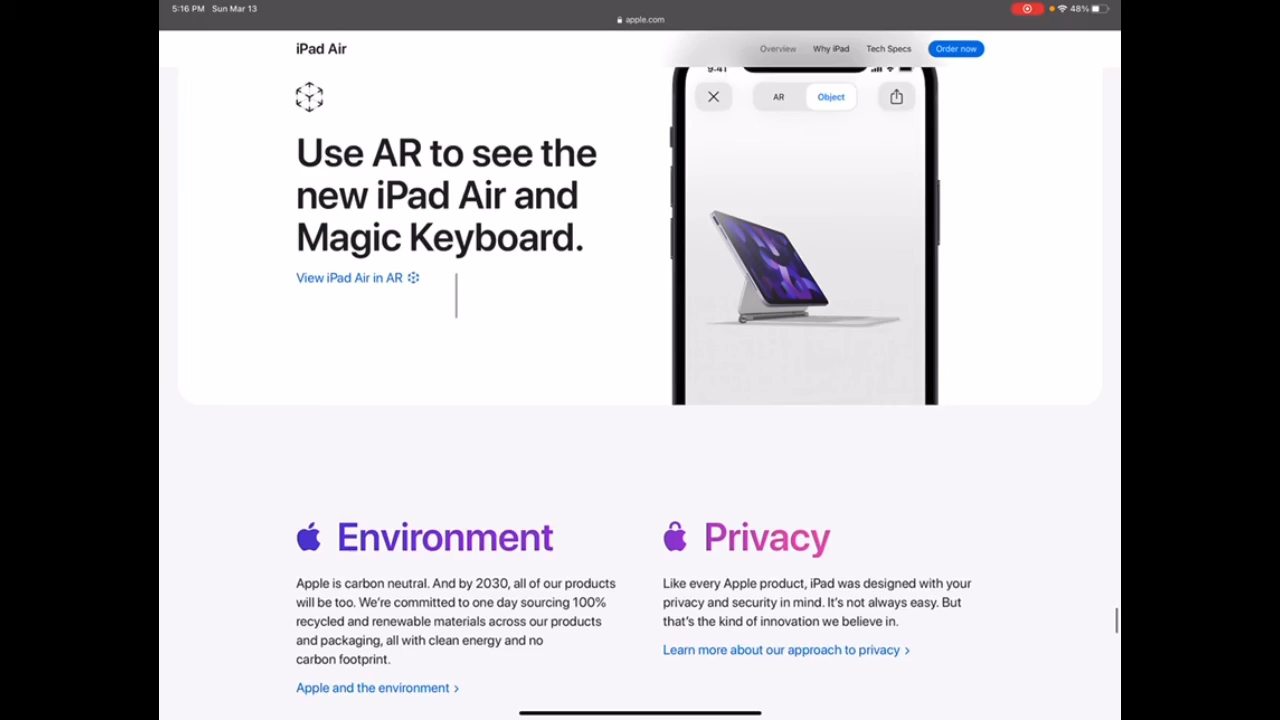 5:16 PM Sun Mar 13
48%
apple.com
iPad Air
Overview
Why iPad
Tech Specs
Order now
9:41
AR
Object
Use AR to see the
new iPad Air and
Magic Keyboard.
View iPad Air in AR
Environment
Apple is carbon neutral. And by 2030, all of our products
will be too. We’re committed to one day sourcing 100%
recycled and renewable materials across our products
and packaging, all with clean energy and no
carbon footprint.
Apple and the environment >
Privacy
Like every Apple product, iPad was designed with your
privacy and security in mind. It’s not always easy. But
that’s the kind of innovation we believe in.
Learn more about our approach to privacy >